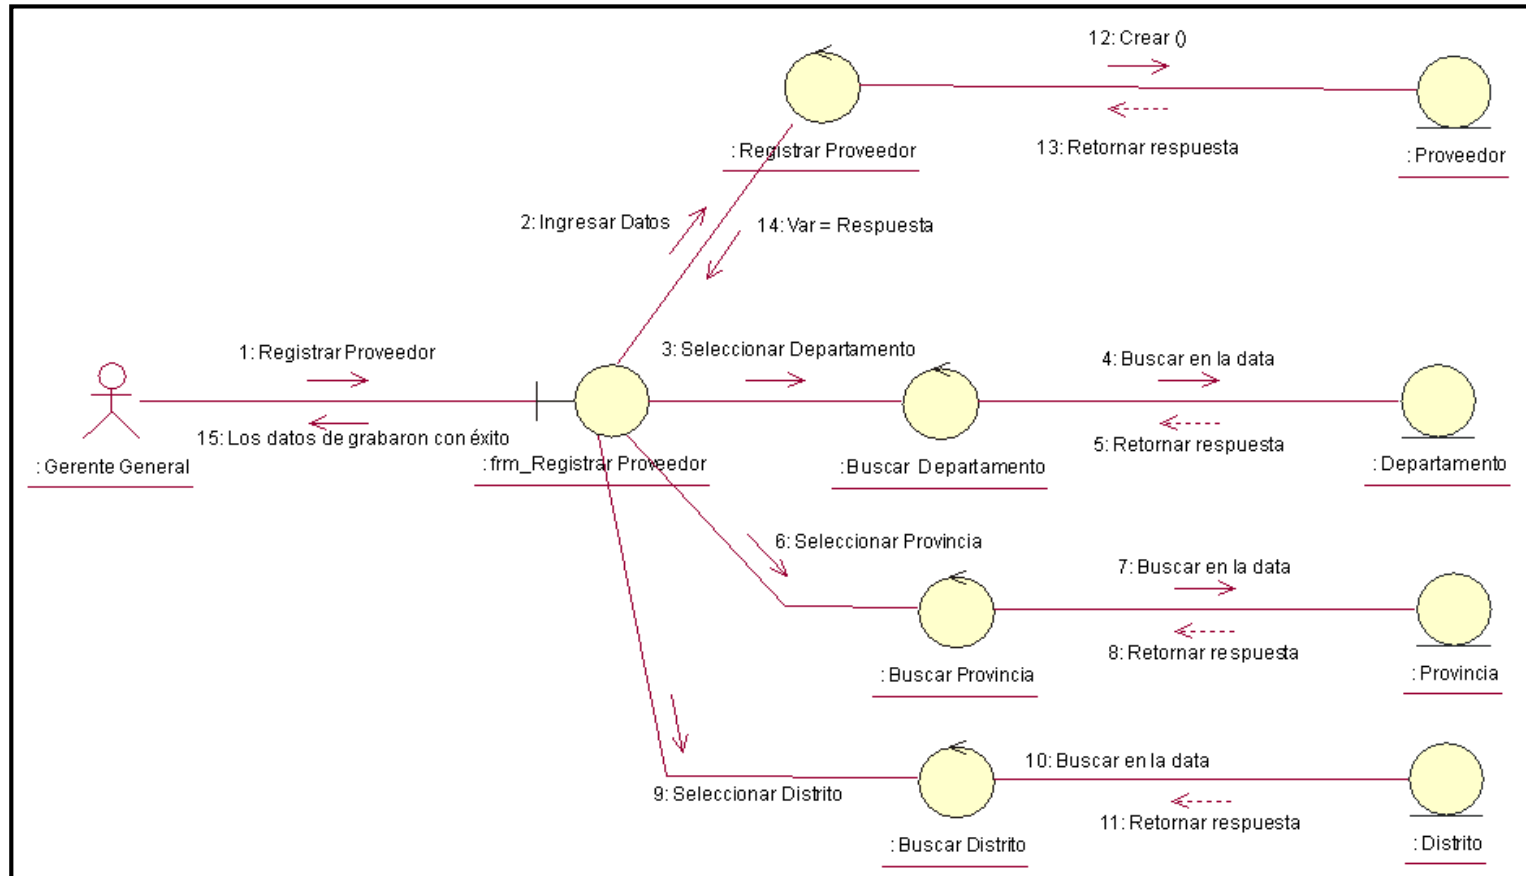 12: Crear ()
: Registrar Proveedor
13: Retornar respuesta
: Proveedor
2: Ingresar Datos
14: Var = Respuesta
1: Registrar Proveedor
3: Seleccionar Departamento
4: Buscar en la data
15: Los datos de grabaron con éxito
5: Retornar respuesta
: Gerente General
: frm_Registrar Proveedor
: Buscar Departamento
: Departamento
6: Seleccionar Provincia
7: Buscar en la data
8: Retornar respuesta
: Buscar Provincia
: Provincia
10: Buscar en la data
9: Seleccionar Distrito
11: Retornar respuesta
: Buscar Distrito
: Distrito